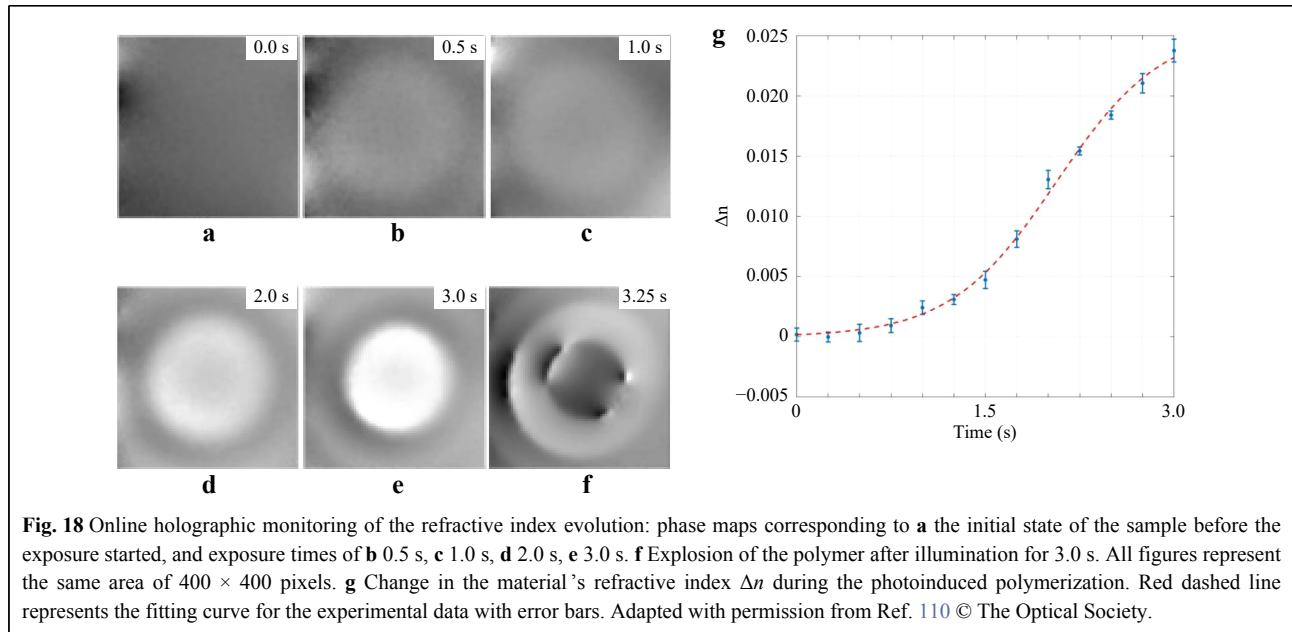 0.0 s
0.5 s
1.0 s
a
b
c
2.0 s
3.0 s
3.25 s
d
e
f
g
0.025
0.020
0.015
0.010
0.005
0
−0.005
Δn
0
1.5
3.0
Time (s)
Fig. 18 Online holographic monitoring of the refractive index evolution: phase maps corresponding to a the initial state of the sample before the
exposure started, and exposure times of b 0.5 s, c 1.0 s, d 2.0 s, e 3.0 s. f Explosion of the polymer after illumination for 3.0 s. All figures represent
the same area of 400 × 400 pixels. g Change in the material's refractive index Δn during the photoinduced polymerization. Red dashed line
represents the fitting curve for the experimental data with error bars. Adapted with permission from Ref. 110 © The Optical Society.